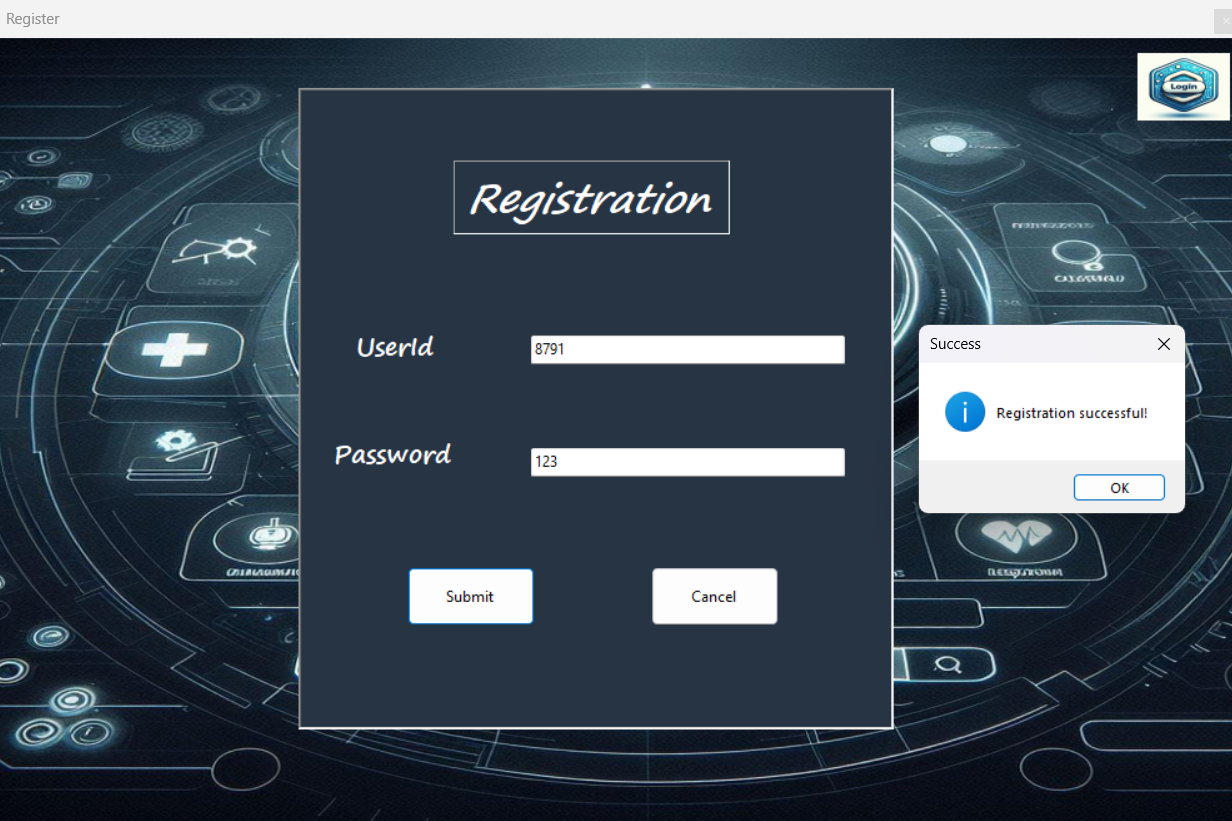 Register
Login
Registration
UserId
8791
Password
123
Submit
Cancel
Success
Registration successful!
OK